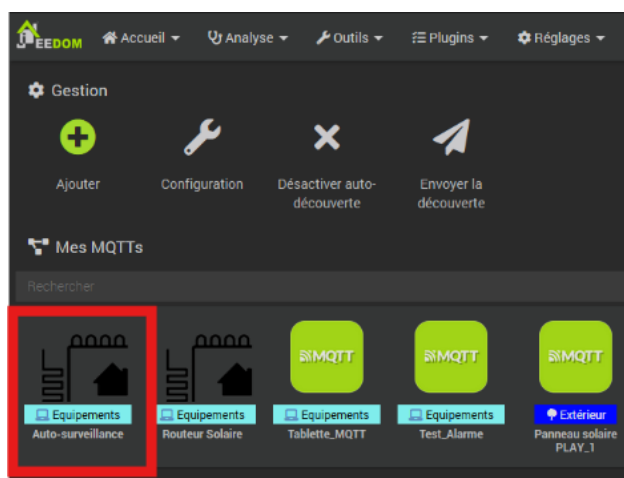 JEEDOM Accueil Analyse Outils Plugins Réglages
Gestion
Ajouter Configuration Désactiver auto-découverte Envoyer la découverte
Mes MQTTs
Rechercher
MQTT MQTT MQTT
Equipements Equipements Equipements Equipements Extérieur
Auto-surveillance Routeur Solaire Tablette_MQTT Test_Alarme Panneau solaire
PLAY_1